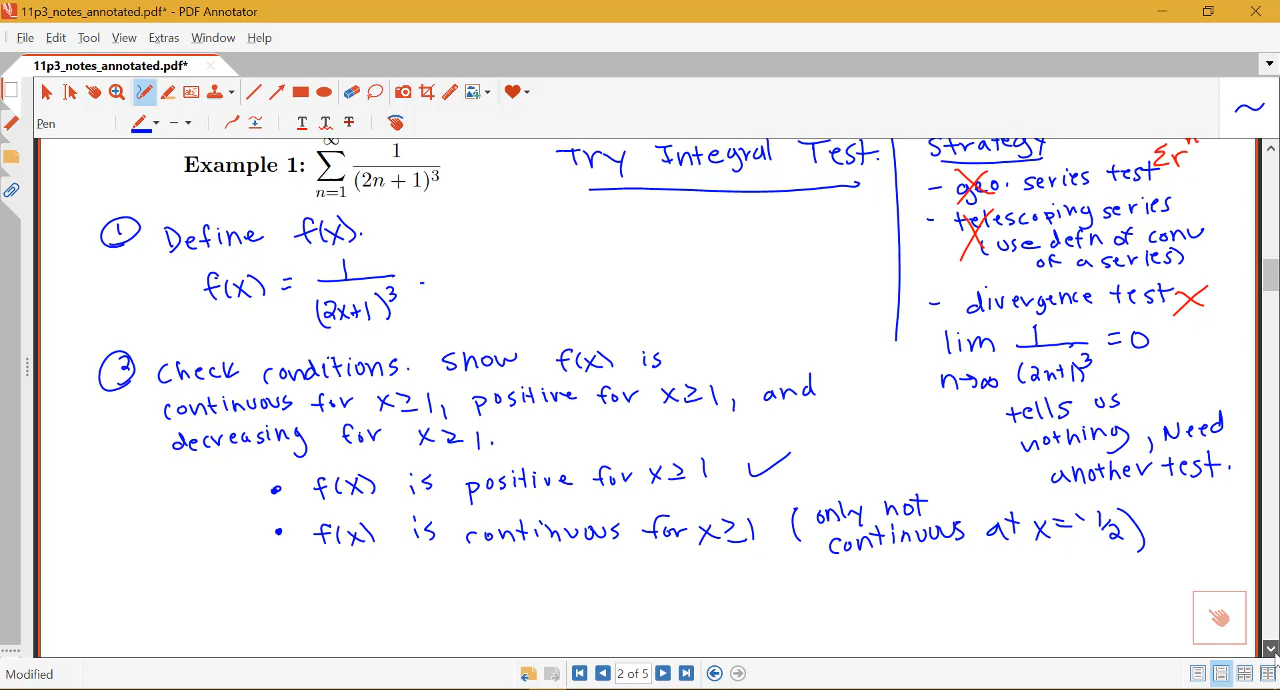 11p3_notes_annotated.pdf* - PDF Annotator
File Edit Tool View Extras Window Help
11p3_notes_annotated.pdf*
Pen
Example 1: ∞ ∑ n=1 1 / (2n + 1)^3
Try Integral Test.
① Define f(x).
f(x) = 1 / (2x+1)^3
② Check conditions. Show f(x) is
continuous for x≥1, positive for x≥1, and
decreasing for x≥1.
• f(x) is positive for x≥1 ✓
• f(x) is continuous for x≥1 (only not
continuous at x=-1/2)
Strategy
- geo. series test Σr^n
- telescoping series
(use defn of conv
of a series)
- divergence test X
lim n→∞ 1 / (2n+1)^3 = 0
tells us
nothing, Need
another test.
Modified
2 of 5